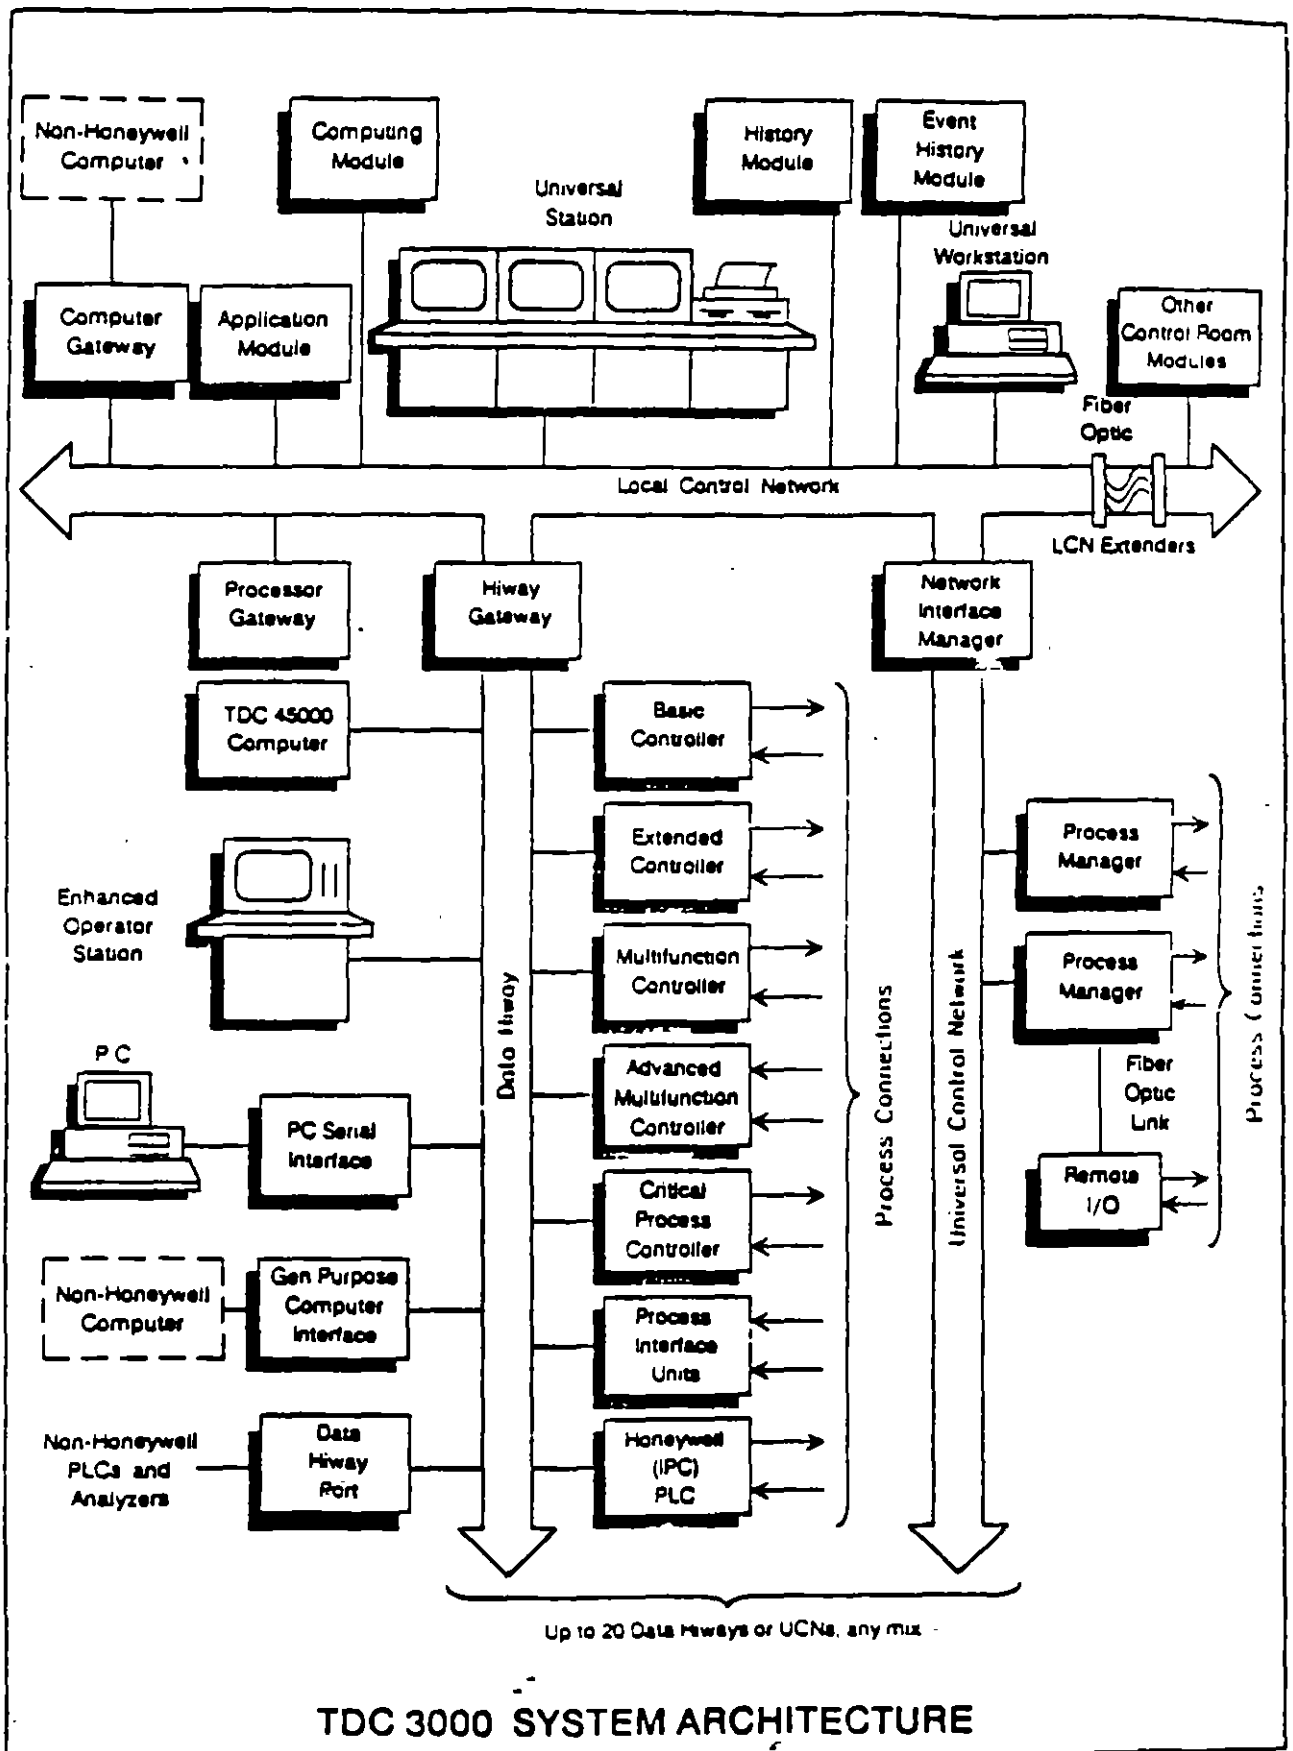 Non-Honeywell
Computer
Computing
Module
Universal
Station
History
Module
Event
History
Module
Universal
Workstation
Computer
Gateway
Application
Module
Other
Control Room
Modules
Fiber
Optic
Local Control Network
LCN Extenders
Processor
Gateway
Hiway
Gateway
Network
Interface
Manager
TDC 45000
Computer
Basic
Controller
Extended
Controller
Process
Manager
Enhanced
Operator
Station
Multifunction
Controller
Process
Manager
Data Hiway
Process Connections
Universal Control Network
Process Connections
PC
Advanced
Multifunction
Controller
Fiber
Optic
Link
PC Serial
Interface
Critical
Process
Controller
Remote
I/O
Non-Honeywell
Computer
Gen Purpose
Computer
Interface
Process
Interface
Units
Non-Honeywell
PLCs and
Analyzers
Data
Hiway
Port
Honeywell
(IPC)
PLC
Up to 20 Data Hiways or UCNs, any mix
TDC 3000 SYSTEM ARCHITECTURE